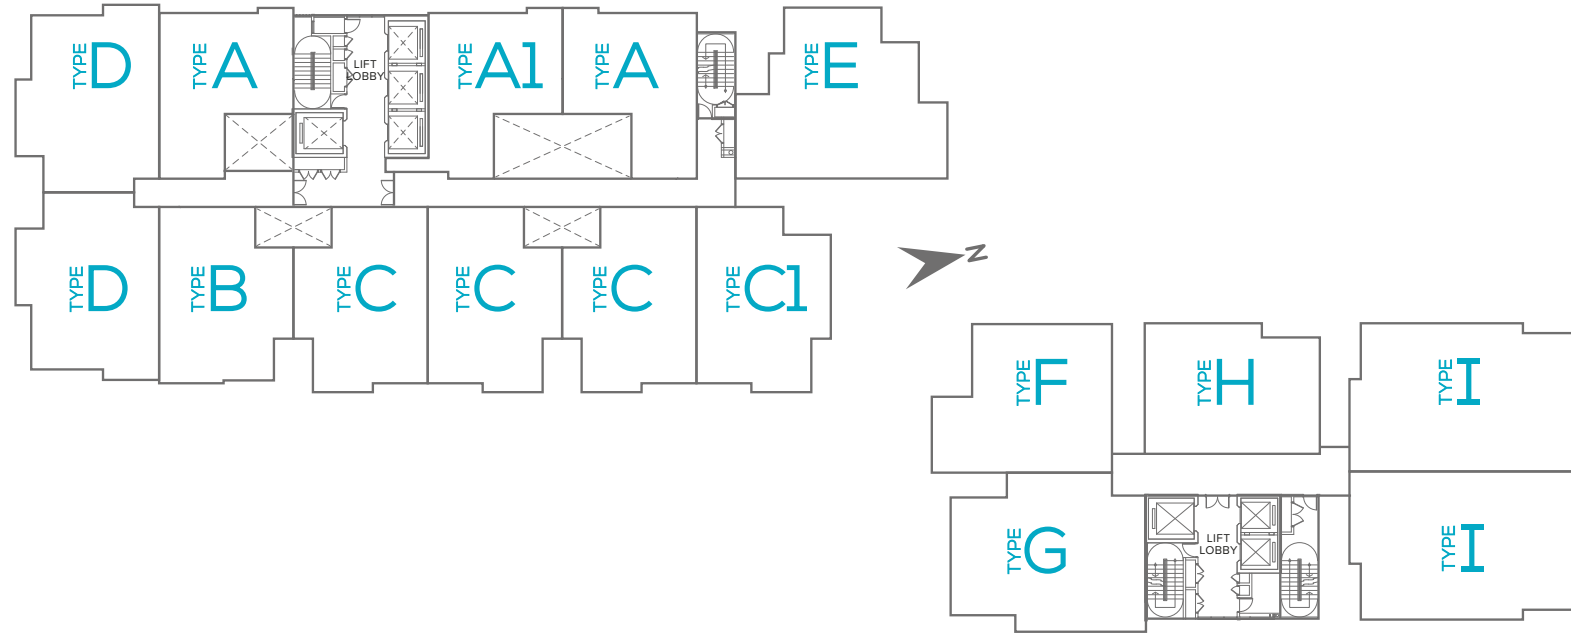 TYPE D
TYPE A
LIFT
LOBBY
TYPE A1
TYPE A
TYPE E
TYPE D
TYPE B
TYPE C
TYPE C
TYPE C
TYPE C1
N
TYPE F
TYPE H
TYPE I
TYPE G
LIFT
LOBBY
TYPE I